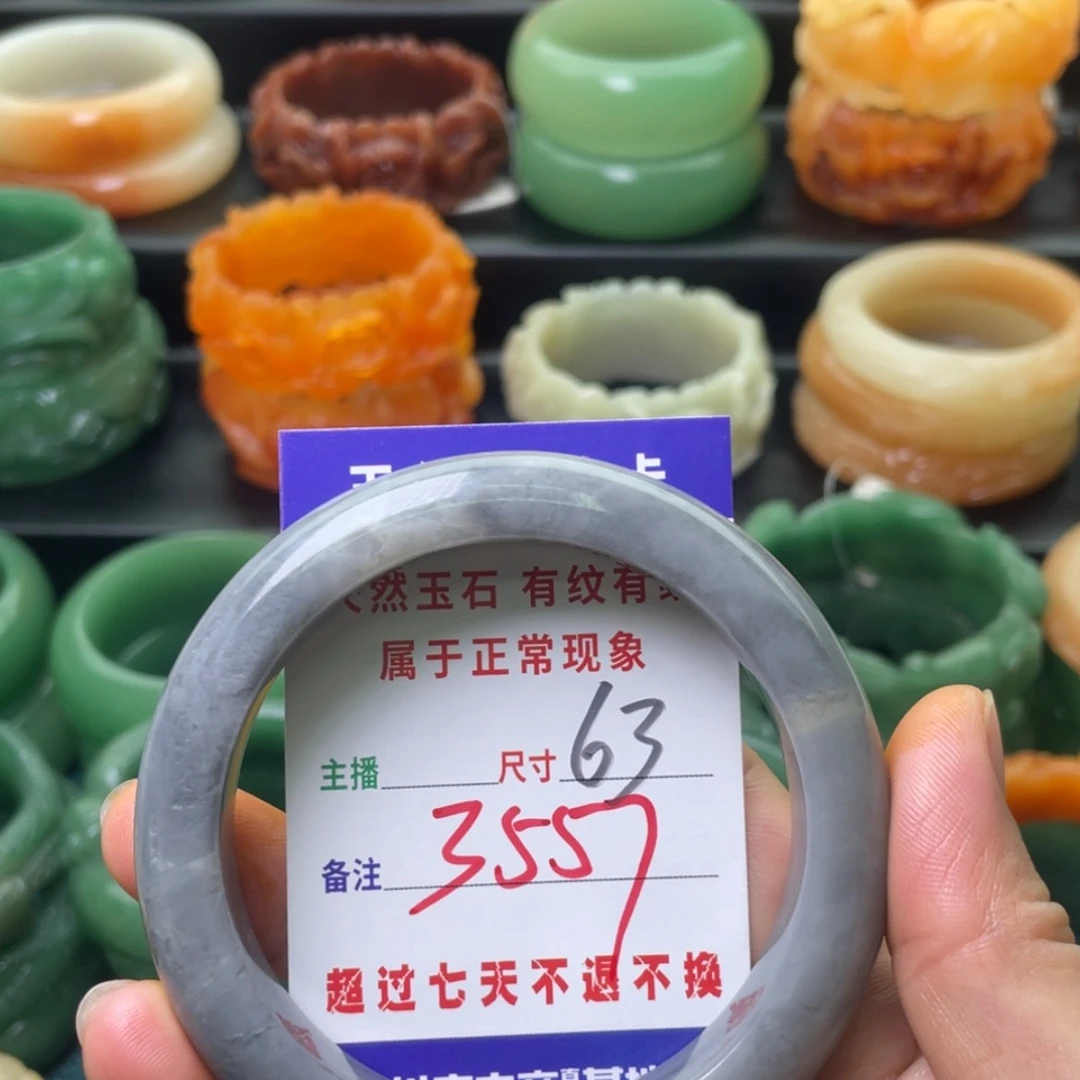 然玉石 有纹有
属于正常现象
主播 尺寸 63
备注 3557
超过七天不退不换